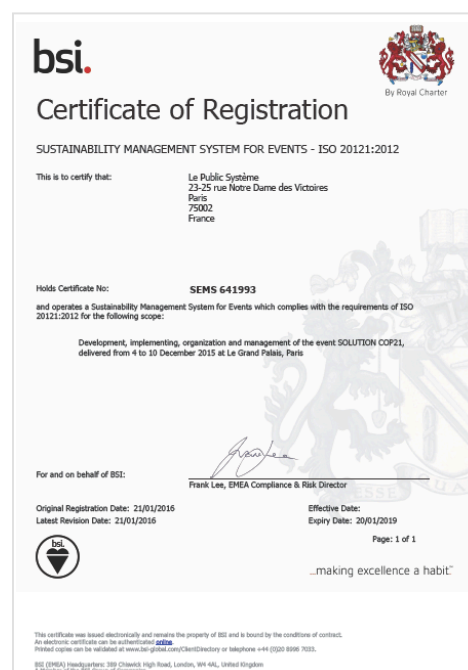 bsi.
By Royal Charter
Certificate of Registration
SUSTAINABILITY MANAGEMENT SYSTEM FOR EVENTS - ISO 20121:2012
This is to certify that:
Le Public Système
23-25 rue Notre Dame des Victoires
Paris
75002
France
Holds Certificate No:
SEMS 641993
and operates a Sustainability Management System for Events which complies with the requirements of ISO
20121:2012 for the following scope:
Development, implementing, organization and management of the event SOLUTION COP21,
delivered from 4 to 10 December 2015 at Le Grand Palais, Paris
For and on behalf of BSI:
Frank Lee, EMEA Compliance & Risk Director
Original Registration Date: 21/01/2016
Effective Date:
Latest Revision Date: 21/01/2016
Expiry Date: 20/01/2019
Page: 1 of 1
bsi.
...making excellence a habit.™
This certificate was issued electronically and remains the property of BSI and is bound by the conditions of contract.
An electronic certificate can be authenticated online.
Printed copies can be validated at www.bsi-global.com/ClientDirectory or telephone +44 (0)20 8996 7033.
BSI (EMEA) Headquarters: 389 Chiswick High Road, London, W4 4AL, United Kingdom